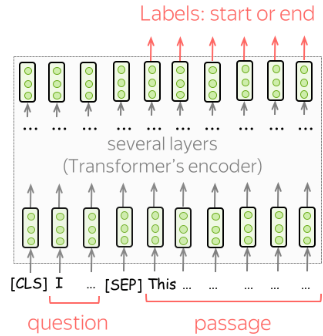 Labels: start or end
... ... ... ... ... ... ... ... ...
several layers
(Transformer's encoder)
[CLS] I ... [SEP] This ... ... ... ...
question passage